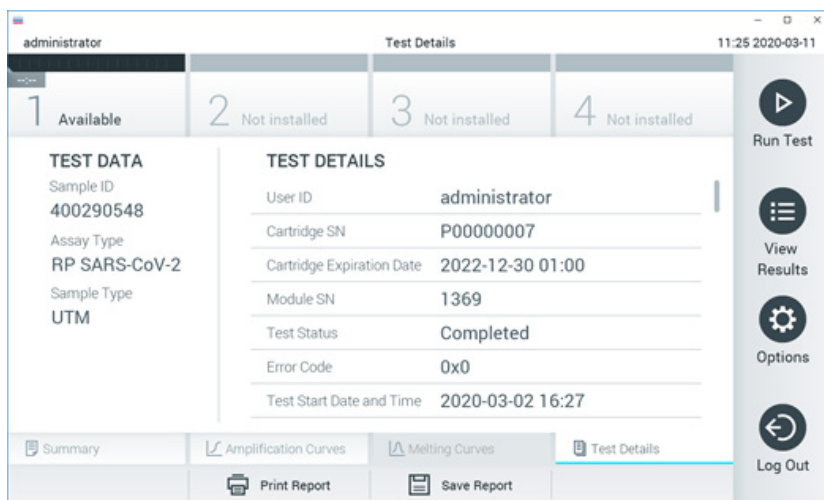 administrator Test Details 11:25 2020-03-11
--:--
1 Available 2 Not installed 3 Not installed 4 Not installed
Run Test
View Results
Options
Log Out
TEST DATA
Sample ID
400290548
Assay Type
RP SARS-CoV-2
Sample Type
UTM
TEST DETAILS
User ID administrator
Cartridge SN P00000007
Cartridge Expiration Date 2022-12-30 01:00
Module SN 1369
Test Status Completed
Error Code 0x0
Test Start Date and Time 2020-03-02 16:27
Summary Amplification Curves Melting Curves Test Details
Print Report Save Report